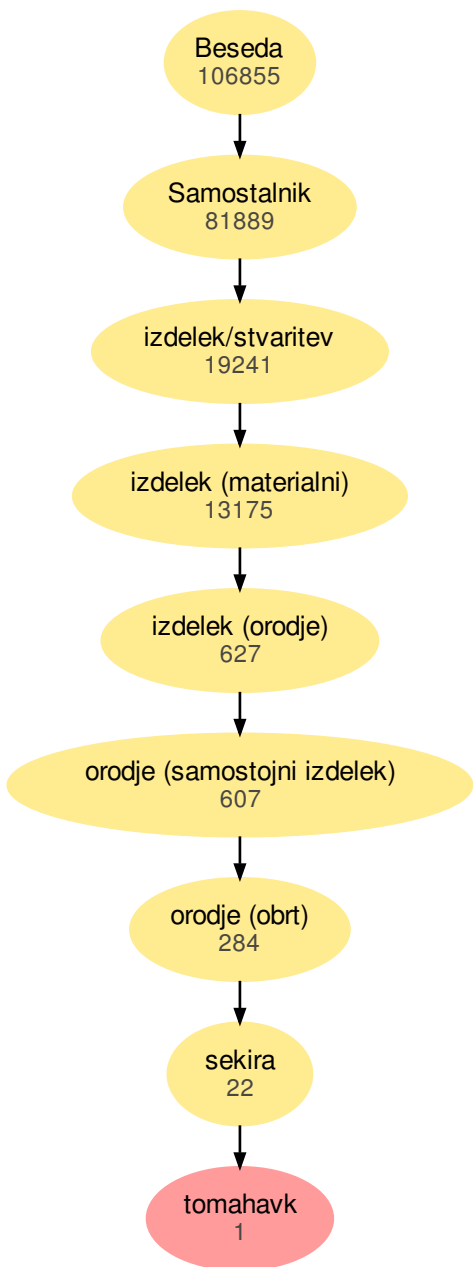 Beseda
106855
Samostalnik
81889
izdelek/stvaritev
19241
izdelek (materialni)
13175
izdelek (orodje)
627
orodje (samostojni izdelek)
607
orodje (obrt)
284
sekira
22
tomahavk
1